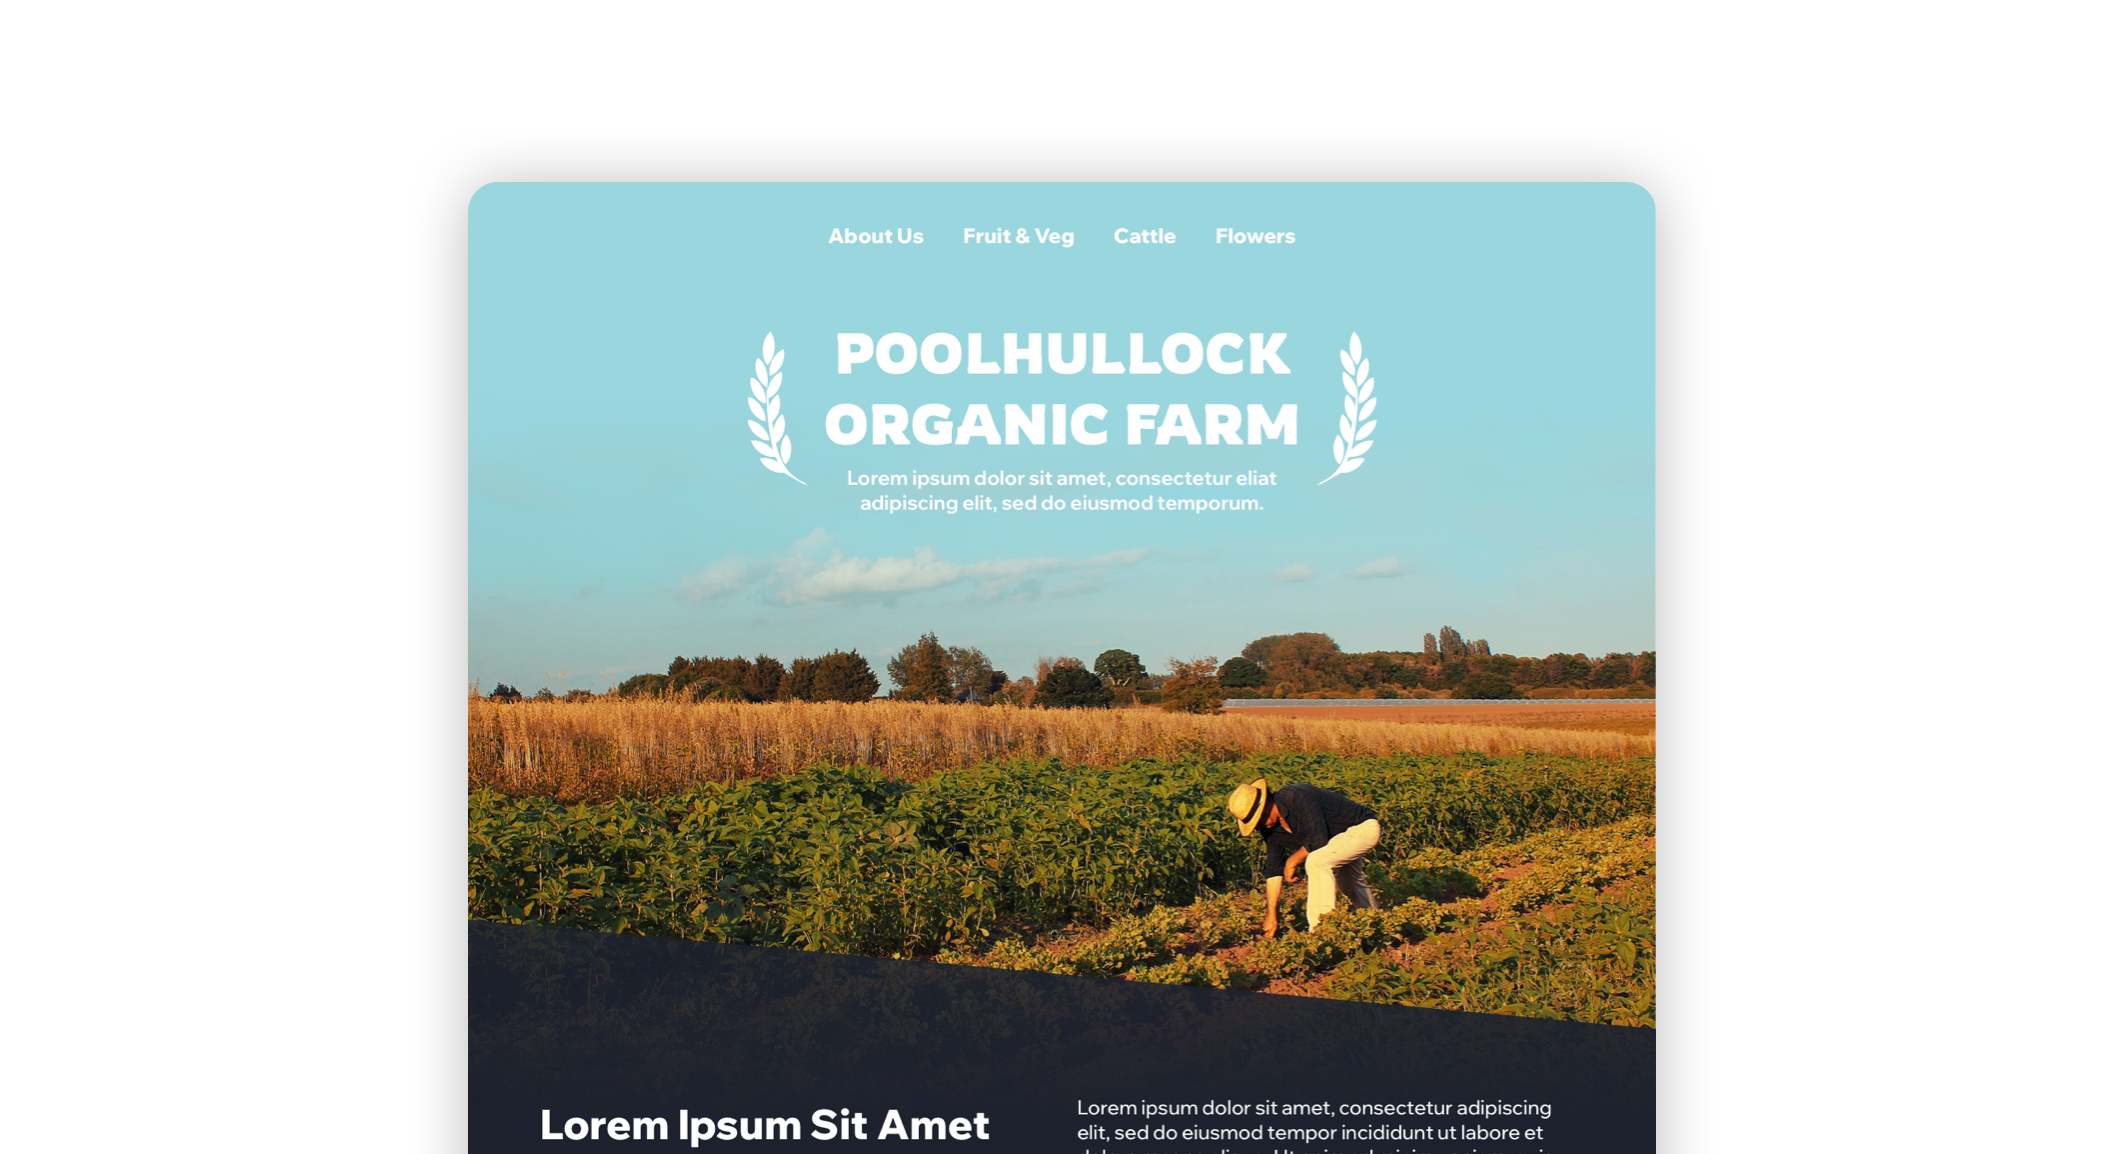 About Us Fruit & Veg Cattle Flowers
POOLHULLOCK
ORGANIC FARM
Lorem ipsum dolor sit amet, consectetur eliat
adipiscing elit, sed do eiusmod temporum.
Lorem Ipsum Sit Amet
Lorem ipsum dolor sit amet, consectetur adipiscing
elit, sed do eiusmod tempor incididunt ut labore et